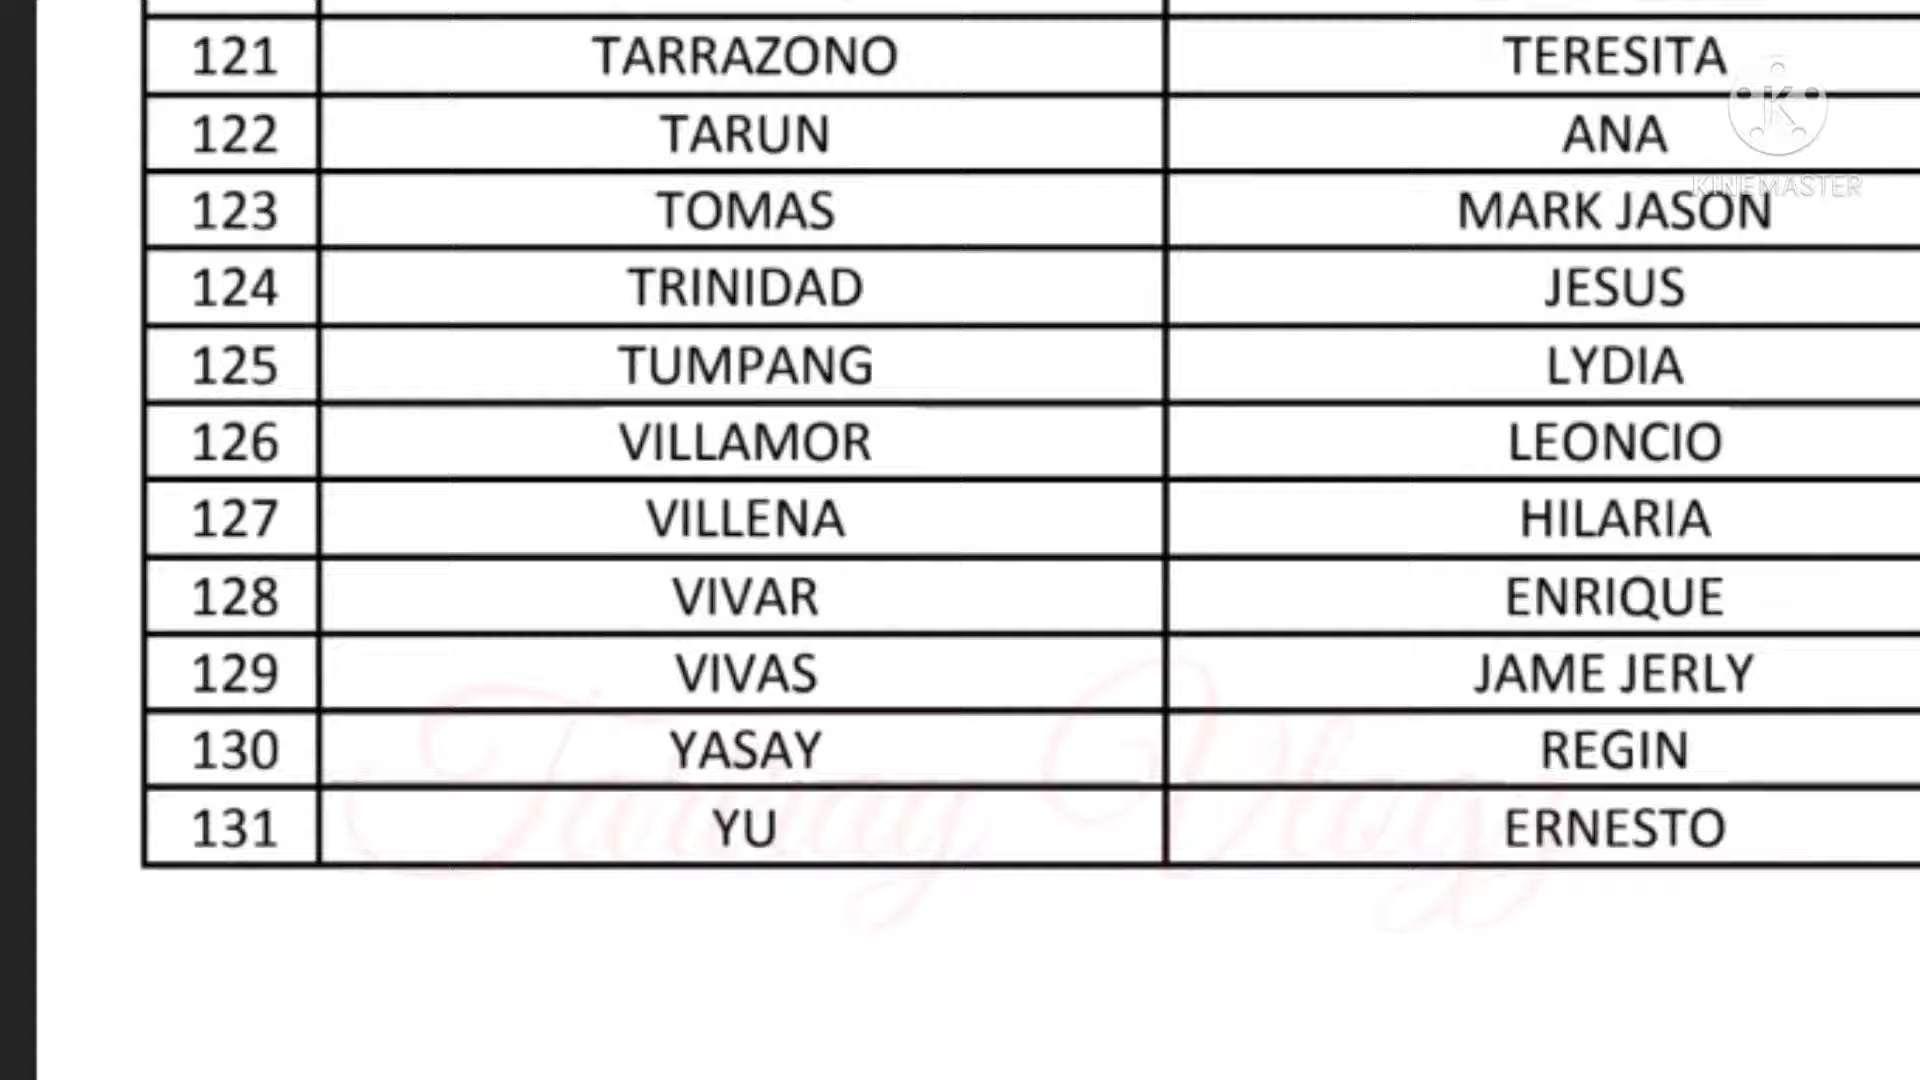 121 TARRAZONO TERESITA
122 TARUN ANA
123 TOMAS MARK JASON
124 TRINIDAD JESUS
125 TUMPANG LYDIA
126 VILLAMOR LEONCIO
127 VILLENA HILARIA
128 VIVAR ENRIQUE
129 VIVAS JAME JERLY
130 YASAY REGIN
131 YU ERNESTO
K
KINEMASTER